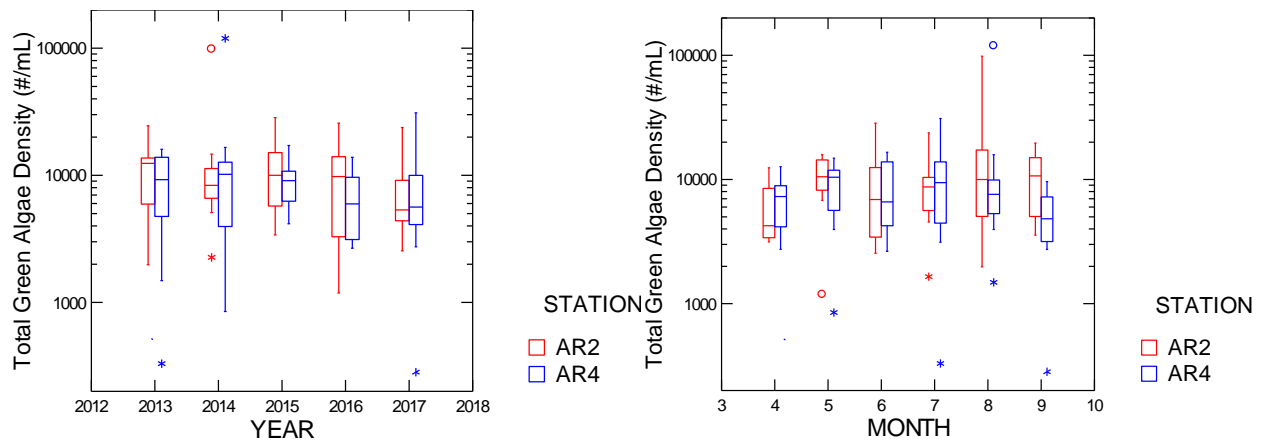 Total Green Algae Density (#/mL)
100000
10000
1000
2012 2013 2014 2015 2016 2017 2018
YEAR
STATION
AR2
AR4
Total Green Algae Density (#/mL)
100000
10000
1000
3 4 5 6 7 8 9 10
MONTH
STATION
AR2
AR4